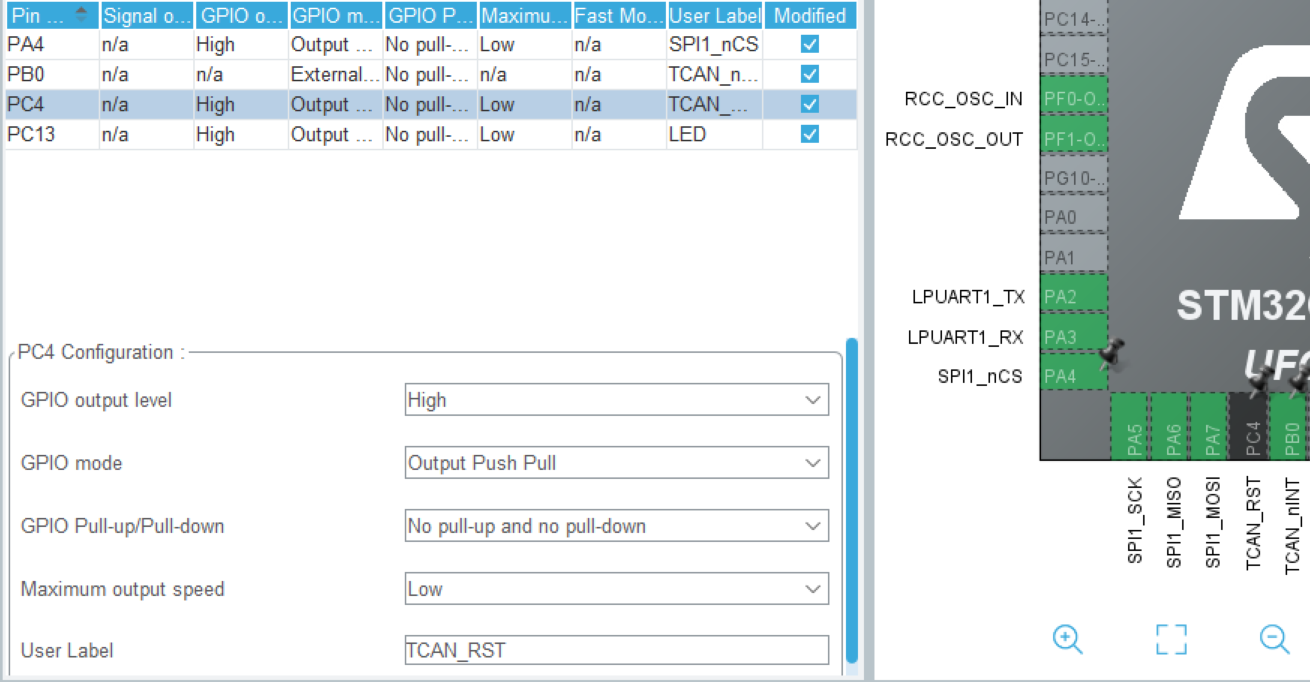 Pin ... Signal o... GPIO o... GPIO m... GPIO P... Maximu... Fast Mo... User Label Modified
PA4 n/a High Output ... No pull-... Low n/a SPI1_nCS
PB0 n/a n/a External... No pull-... n/a n/a TCAN_n...
PC4 n/a High Output ... No pull-... Low n/a TCAN_...
PC13 n/a High Output ... No pull-... Low n/a LED
PC4 Configuration :
GPIO output level High
GPIO mode Output Push Pull
GPIO Pull-up/Pull-down No pull-up and no pull-down
Maximum output speed Low
User Label TCAN_RST
PC14-..
PC15-..
RCC_OSC_IN PF0-O..
RCC_OSC_OUT PF1-O..
PG10-..
PA0
PA1
LPUART1_TX PA2
LPUART1_RX PA3
SPI1_nCS PA4
STM32
UFQ
PA5 PA6 PA7 PC4 PB0
SPI1_SCK SPI1_MISO SPI1_MOSI TCAN_RST TCAN_nINT